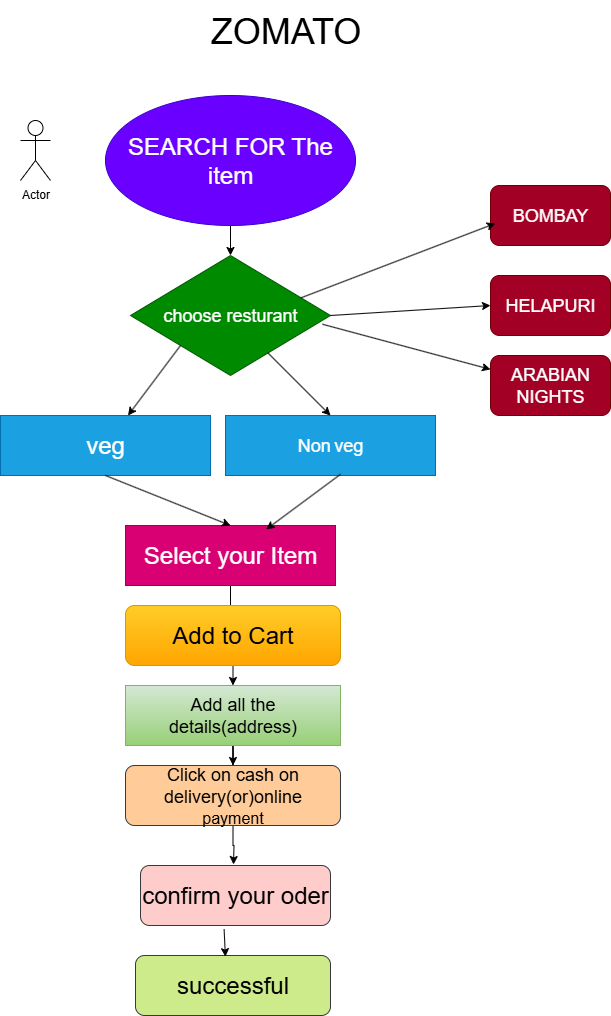 ZOMATO
SEARCH FOR The
item
Actor
BOMBAY
choose resturant
HELAPURI
ARABIAN
NIGHTS
veg
Non veg
Select your Item
Add to Cart
Add all the
details(address)
Click on cash on
delivery(or)online
payment
confirm your oder
successful